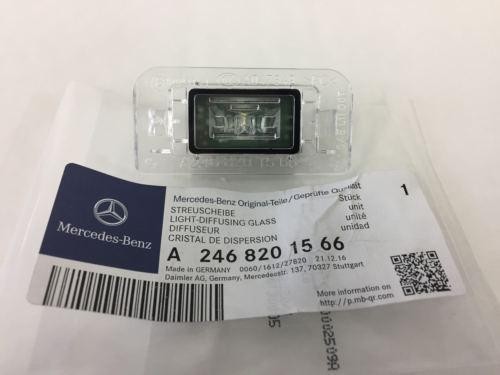 Mercedes-Benz
Mercedes-Benz Original-Teile/Geprüfte Qualität
STREUSCHEIBE
LIGHT-DIFFUSING GLASS
DIFFUSEUR
CRISTAL DE DISPERSION
Stück
unit
unité
unidad
1
A 246 820 15 66
Made in GERMANY 0060/1612/27820 21.12.16
Daimler AG, Germany, Mercedesstr. 137, 70327 Stuttgart
More information on
http://p.mb-qr.com